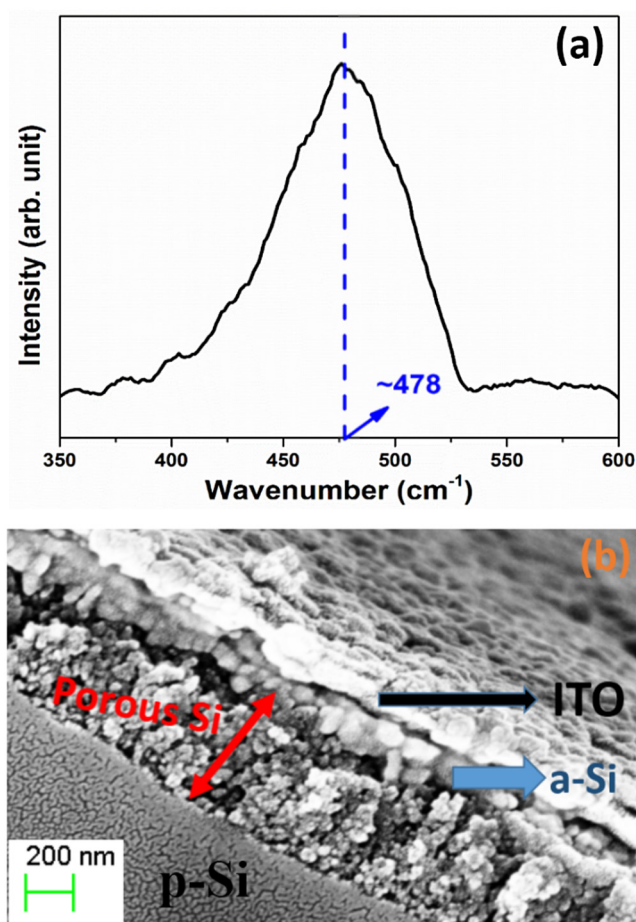 (a)
Intensity (arb. unit)
~478
350 400 450 500 550 600
Wavenumber (cm⁻¹)
(b)
Porous Si
ITO
a-Si
200 nm
p-Si